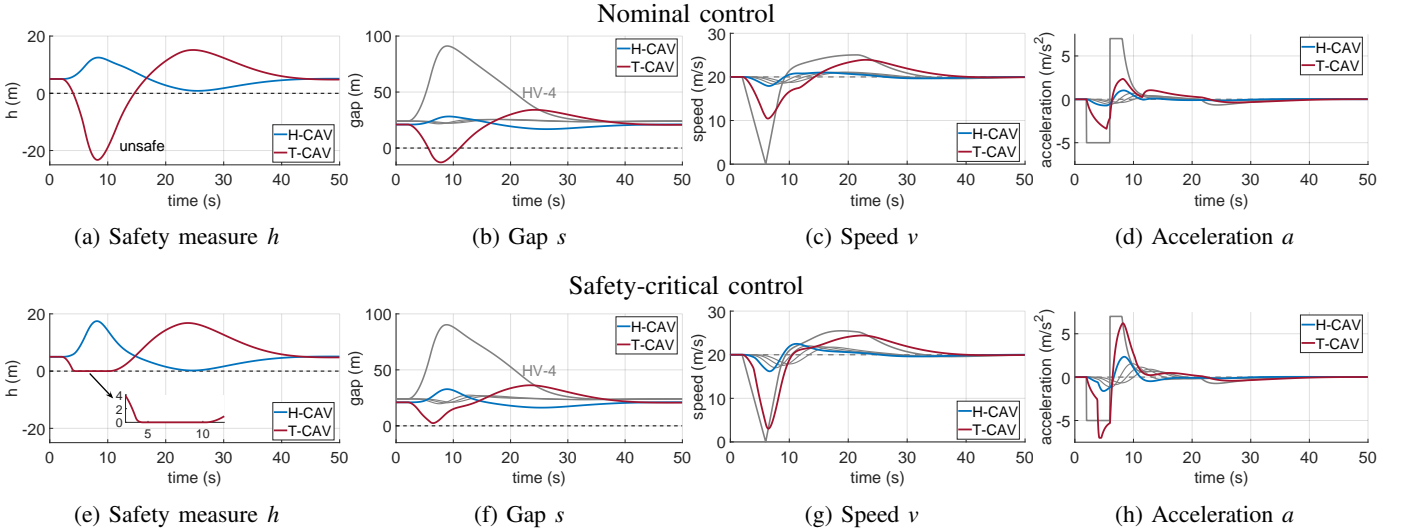 Nominal control
20
0
-20
h (m)
unsafe
H-CAV
T-CAV
0 10 20 30 40 50
time (s)
(a) Safety measure h
100
50
0
gap (m)
HV-4
H-CAV
T-CAV
0 10 20 30 40 50
time (s)
(b) Gap s
30
20
10
0
speed (m/s)
H-CAV
T-CAV
0 10 20 30 40 50
time (s)
(c) Speed v
5
0
-5
acceleration (m/s²)
H-CAV
T-CAV
0 10 20 30 40 50
time (s)
(d) Acceleration a
Safety-critical control
20
0
-20
h (m)
4
2
0
5 10
H-CAV
T-CAV
0 10 20 30 40 50
time (s)
(e) Safety measure h
100
50
0
gap (m)
HV-4
H-CAV
T-CAV
0 10 20 30 40 50
time (s)
(f) Gap s
30
20
10
0
speed (m/s)
H-CAV
T-CAV
0 10 20 30 40 50
time (s)
(g) Speed v
5
0
-5
acceleration (m/s²)
H-CAV
T-CAV
0 10 20 30 40 50
time (s)
(h) Acceleration a